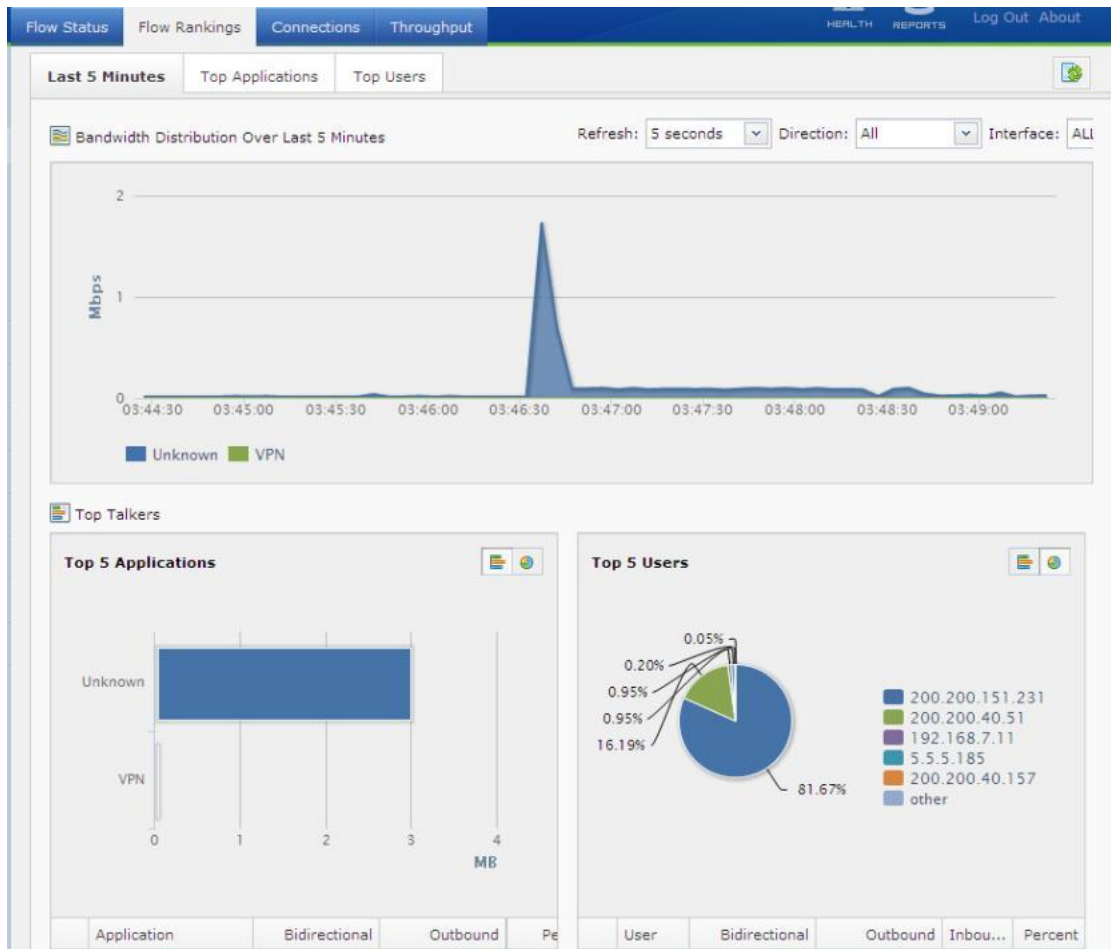 Flow Status Flow Rankings Connections Throughput HEALTH REPORTS Log Out About
Last 5 Minutes Top Applications Top Users
Bandwidth Distribution Over Last 5 Minutes Refresh: 5 seconds Direction: All Interface: ALL
2
Mbps
1
0
03:44:30 03:45:00 03:45:30 03:46:00 03:46:30 03:47:00 03:47:30 03:48:00 03:48:30 03:49:00
Unknown VPN
Top Talkers
Top 5 Applications
Unknown
VPN
0 1 2 3 4
MB
Application Bidirectional Outbound Pe
Top 5 Users
0.05%
0.20%
0.95%
0.95%
16.19%
81.67%
200.200.151.231
200.200.40.51
192.168.7.11
5.5.5.185
200.200.40.157
other
User Bidirectional Outbound Inbou... Percent